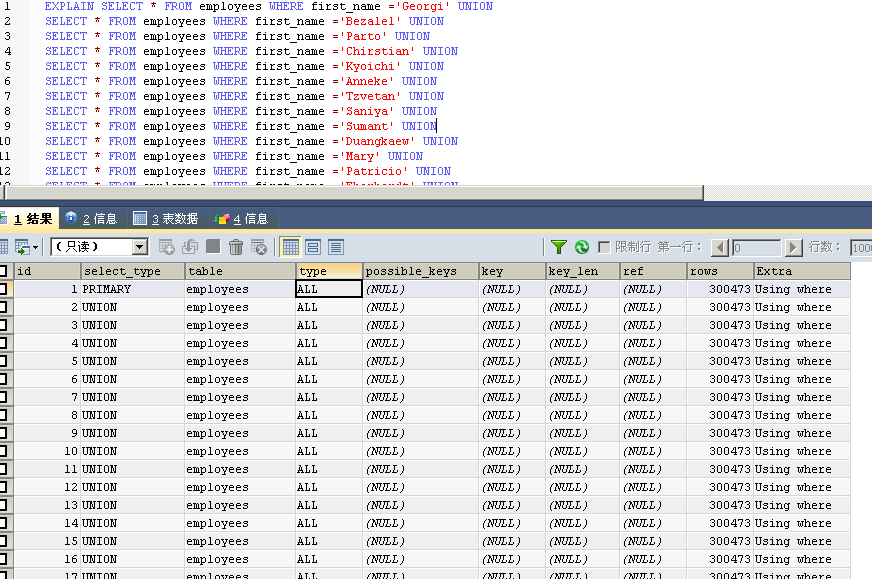 1 EXPLAIN SELECT * FROM employees WHERE first_name ='Georgi' UNION
2 SELECT * FROM employees WHERE first_name ='Bezalel' UNION
3 SELECT * FROM employees WHERE first_name ='Parto' UNION
4 SELECT * FROM employees WHERE first_name ='Chirstian' UNION
5 SELECT * FROM employees WHERE first_name ='Kyoichi' UNION
6 SELECT * FROM employees WHERE first_name ='Anneke' UNION
7 SELECT * FROM employees WHERE first_name ='Tzvetan' UNION
8 SELECT * FROM employees WHERE first_name ='Saniya' UNION
9 SELECT * FROM employees WHERE first_name ='Sumant' UNION
10 SELECT * FROM employees WHERE first_name ='Duangkaew' UNION
11 SELECT * FROM employees WHERE first_name ='Mary' UNION
12 SELECT * FROM employees WHERE first_name ='Patricio' UNION
SELECT * FROM employees WHERE first_name ='Eberhardt' UNION
1 结果 2 信息 3 表数据 4 信息
(只读) 限制行 第一行: 0 行数: 1000
id select_type table type possible_keys key key_len ref rows Extra
1 PRIMARY employees ALL (NULL) (NULL) (NULL) (NULL) 300473 Using where
2 UNION employees ALL (NULL) (NULL) (NULL) (NULL) 300473 Using where
3 UNION employees ALL (NULL) (NULL) (NULL) (NULL) 300473 Using where
4 UNION employees ALL (NULL) (NULL) (NULL) (NULL) 300473 Using where
5 UNION employees ALL (NULL) (NULL) (NULL) (NULL) 300473 Using where
6 UNION employees ALL (NULL) (NULL) (NULL) (NULL) 300473 Using where
7 UNION employees ALL (NULL) (NULL) (NULL) (NULL) 300473 Using where
8 UNION employees ALL (NULL) (NULL) (NULL) (NULL) 300473 Using where
9 UNION employees ALL (NULL) (NULL) (NULL) (NULL) 300473 Using where
10 UNION employees ALL (NULL) (NULL) (NULL) (NULL) 300473 Using where
11 UNION employees ALL (NULL) (NULL) (NULL) (NULL) 300473 Using where
12 UNION employees ALL (NULL) (NULL) (NULL) (NULL) 300473 Using where
13 UNION employees ALL (NULL) (NULL) (NULL) (NULL) 300473 Using where
14 UNION employees ALL (NULL) (NULL) (NULL) (NULL) 300473 Using where
15 UNION employees ALL (NULL) (NULL) (NULL) (NULL) 300473 Using where
16 UNION employees ALL (NULL) (NULL) (NULL) (NULL) 300473 Using where
17 UNION employees ALL (NULL) (NULL) (NULL) (NULL) 300473 Using where